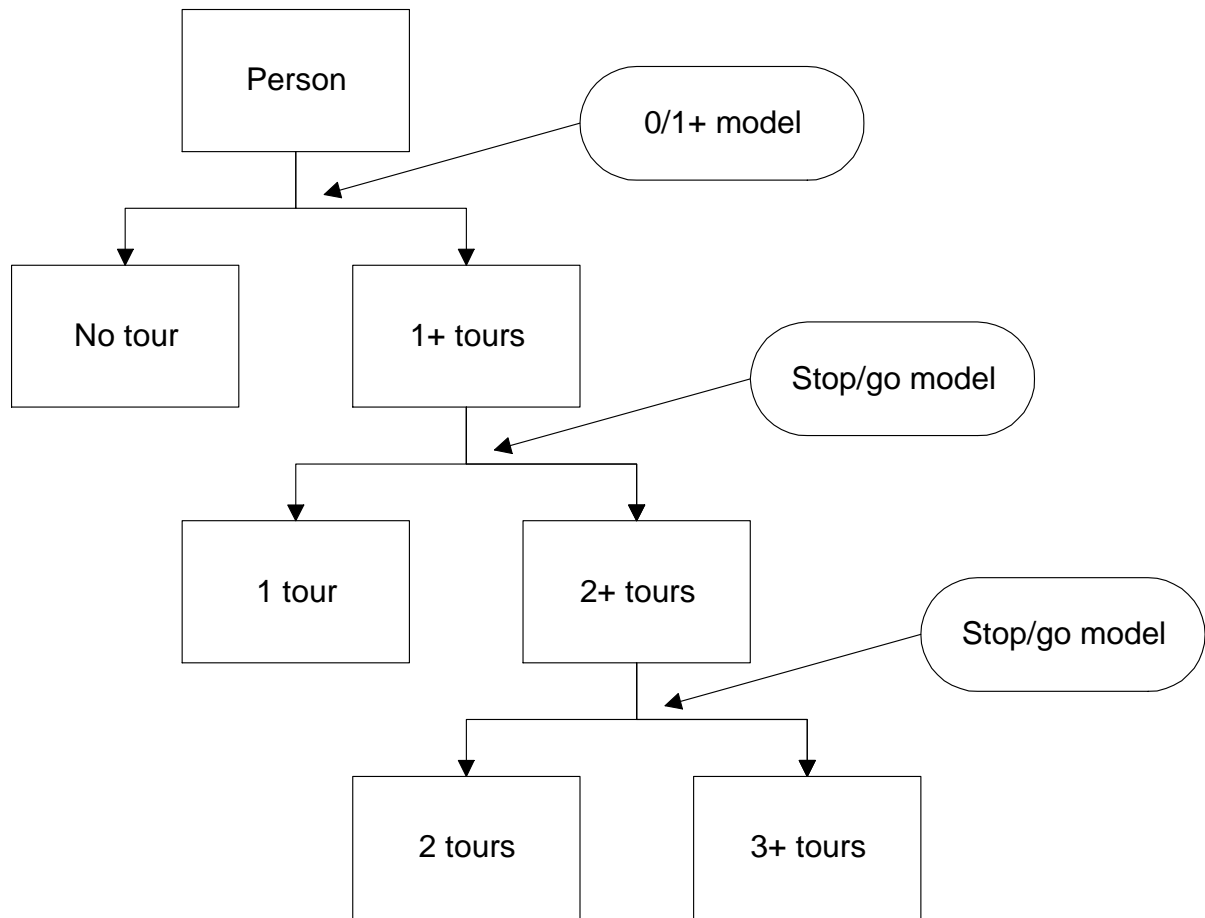 Person
0/1+ model
No tour
1+ tours
Stop/go model
1 tour
2+ tours
Stop/go model
2 tours
3+ tours